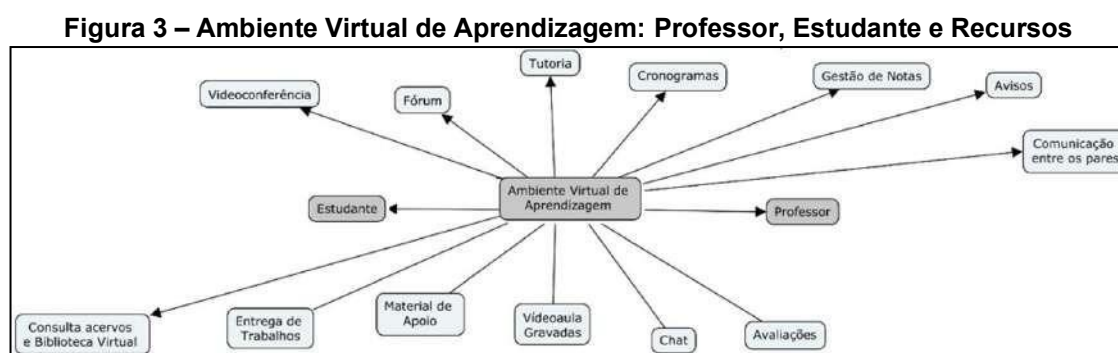 Figura 3 – Ambiente Virtual de Aprendizagem: Professor, Estudante e Recursos
Tutoria
Cronogramas
Gestão de Notas
Videoconferência
Fórum
Avisos
Comunicação
entre os pares
Ambiente Virtual de
Aprendizagem
Estudante
Professor
Consulta acervos
e Biblioteca Virtual
Entrega de
Trabalhos
Material de
Apoio
Vídeoaula
Gravadas
Chat
Avaliações